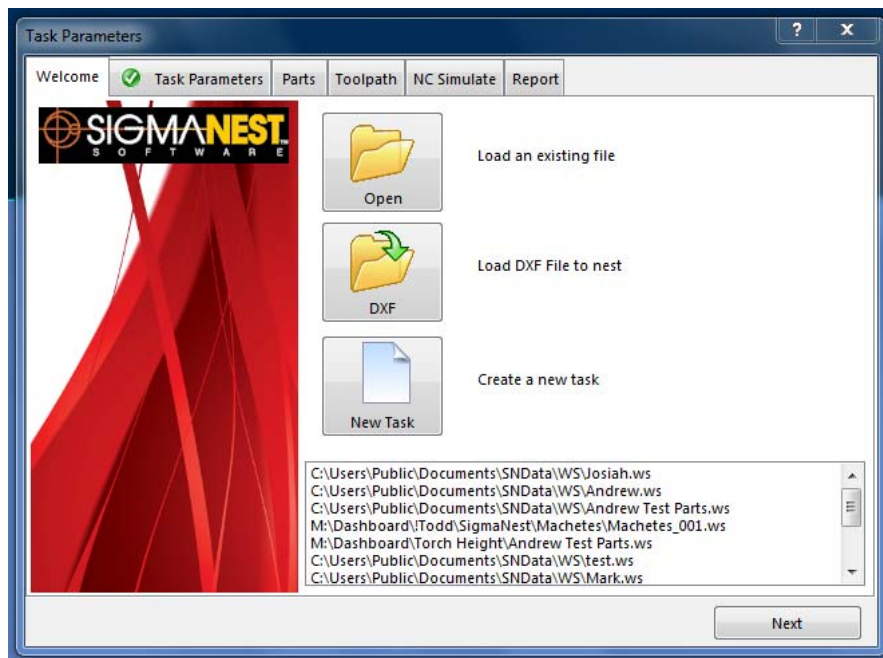 Task Parameters
? X
Welcome Task Parameters Parts Toolpath NC Simulate Report
SIGMANEST
SOFTWARE
Open
Load an existing file
DXF
Load DXF File to nest
New Task
Create a new task
C:\Users\Public\Documents\SNData\WS\Josiah.ws
C:\Users\Public\Documents\SNData\WS\Andrew.ws
C:\Users\Public\Documents\SNData\WS\Andrew Test Parts.ws
M:\Dashboard\!Todd\SigmaNest\Machetes\Machetes_001.ws
M:\Dashboard\Torch Height\Andrew Test Parts.ws
C:\Users\Public\Documents\SNData\WS\test.ws
C:\Users\Public\Documents\SNData\WS\Mark.ws
Next